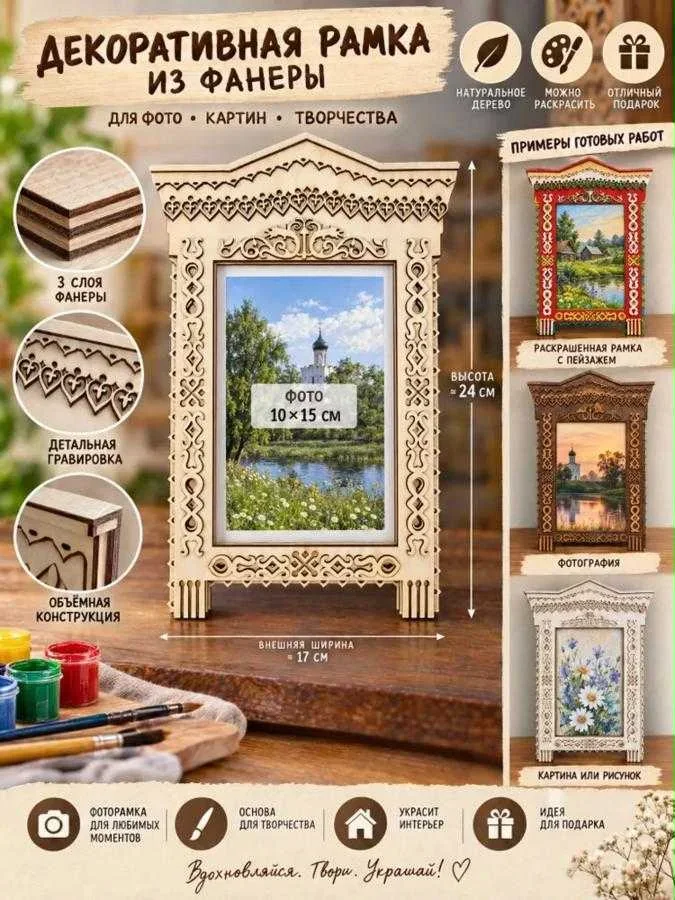 ДЕКОРАТИВНАЯ РАМКА
ИЗ ФАНЕРЫ
ДЛЯ ФОТО • КАРТИН • ТВОРЧЕСТВА
НАТУРАЛЬНОЕ
ДЕРЕВО
МОЖНО
РАСКРАСИТЬ
ОТЛИЧНЫЙ
ПОДАРОК
3 СЛОЯ
ФАНЕРЫ
ДЕТАЛЬНАЯ
ГРАВИРОВКА
ОБЪЁМНАЯ
КОНСТРУКЦИЯ
ФОТО
10×15 СМ
ВЫСОТА
≈ 24 СМ
ВНЕШНЯЯ ШИРИНА
≈ 17 СМ
ПРИМЕРЫ ГОТОВЫХ РАБОТ
РАСКРАШЕННАЯ РАМКА
С ПЕЙЗАЖЕМ
ФОТОГРАФИЯ
КАРТИНА ИЛИ РИСУНОК
ФОТОРАМКА
ДЛЯ ЛЮБИМЫХ
МОМЕНТОВ
ОСНОВА
ДЛЯ ТВОРЧЕСТВА
УКРАСИТ
ИНТЕРЬЕР
ИДЕЯ
ДЛЯ ПОДАРКА
Вдохновляйся. Твори. Украшай! ♡